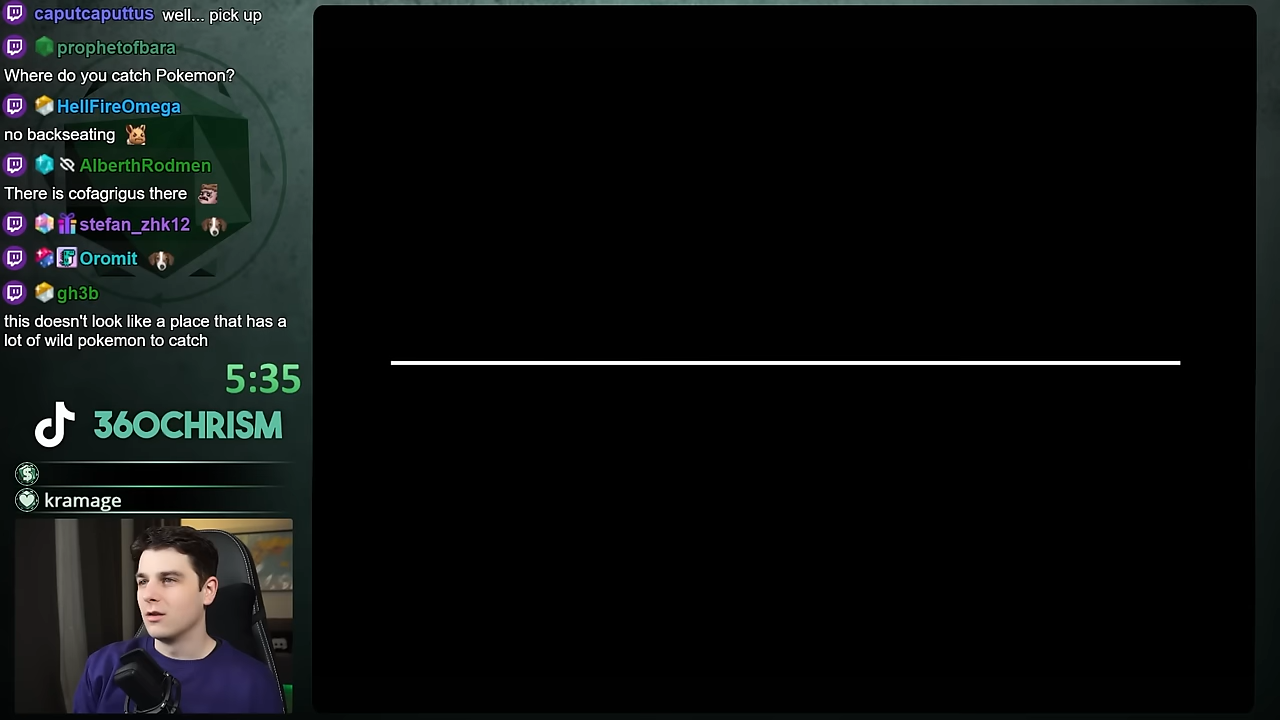 caputcaputtus well... pick up
prophetofbara
Where do you catch Pokemon?
HellFireOmega
no backseating
AlberthRodmen
There is cofagrigus there
stefan_zhk12
Oromit
gh3b
this doesn't look like a place that has a
lot of wild pokemon to catch
5:35
360CHRISM
kramage